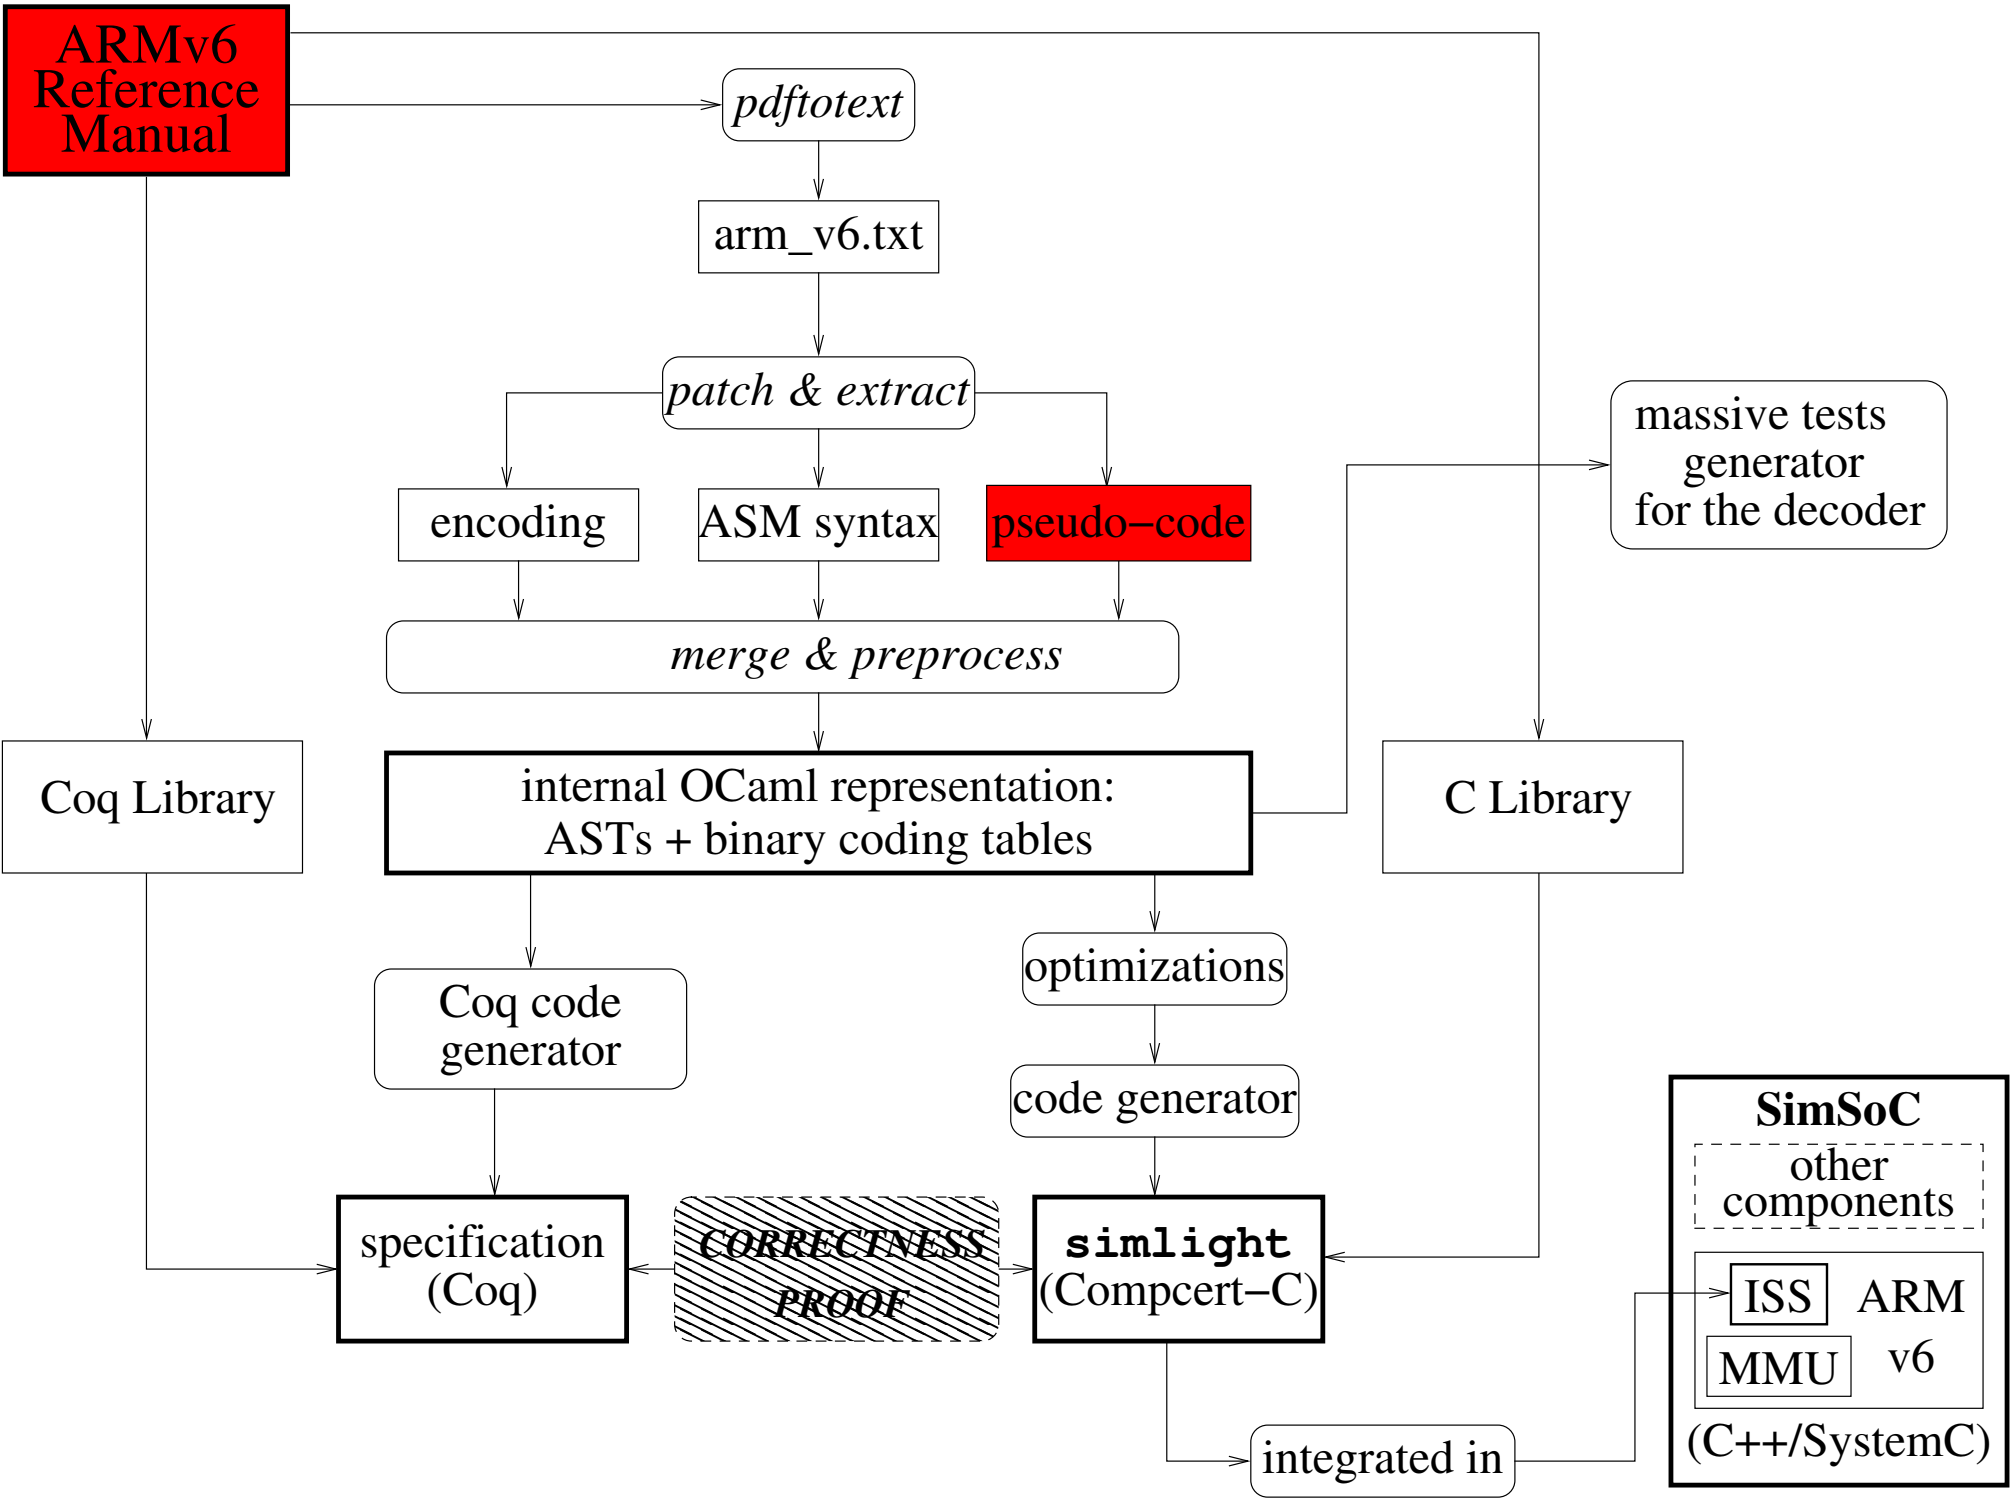 ARMv6
Reference
Manual
pdftotext
arm_v6.txt
patch & extract
massive tests
generator
for the decoder
encoding
ASM syntax
pseudo−code
merge & preprocess
Coq Library
internal OCaml representation:
ASTs + binary coding tables
C Library
optimizations
Coq code
generator
code generator
specification
(Coq)
CORRECTNESS
PROOF
simlight
(Compcert−C)
integrated in
SimSoC
other
components
ISS
ARM
v6
MMU
(C++/SystemC)